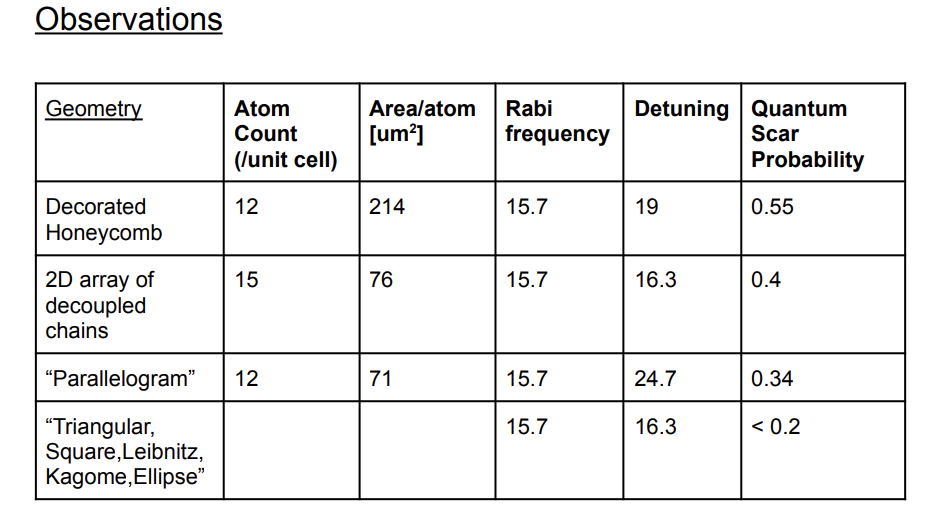 Observations
Geometry
Atom
Count
(/unit cell)
Area/atom
[um²]
Rabi
frequency
Detuning
Quantum
Scar
Probability
Decorated
Honeycomb
12
214
15.7
19
0.55
2D array of
decoupled
chains
15
76
15.7
16.3
0.4
“Parallelogram”
12
71
15.7
24.7
0.34
“Triangular,
Square,Leibnitz,
Kagome,Ellipse”
15.7
16.3
< 0.2